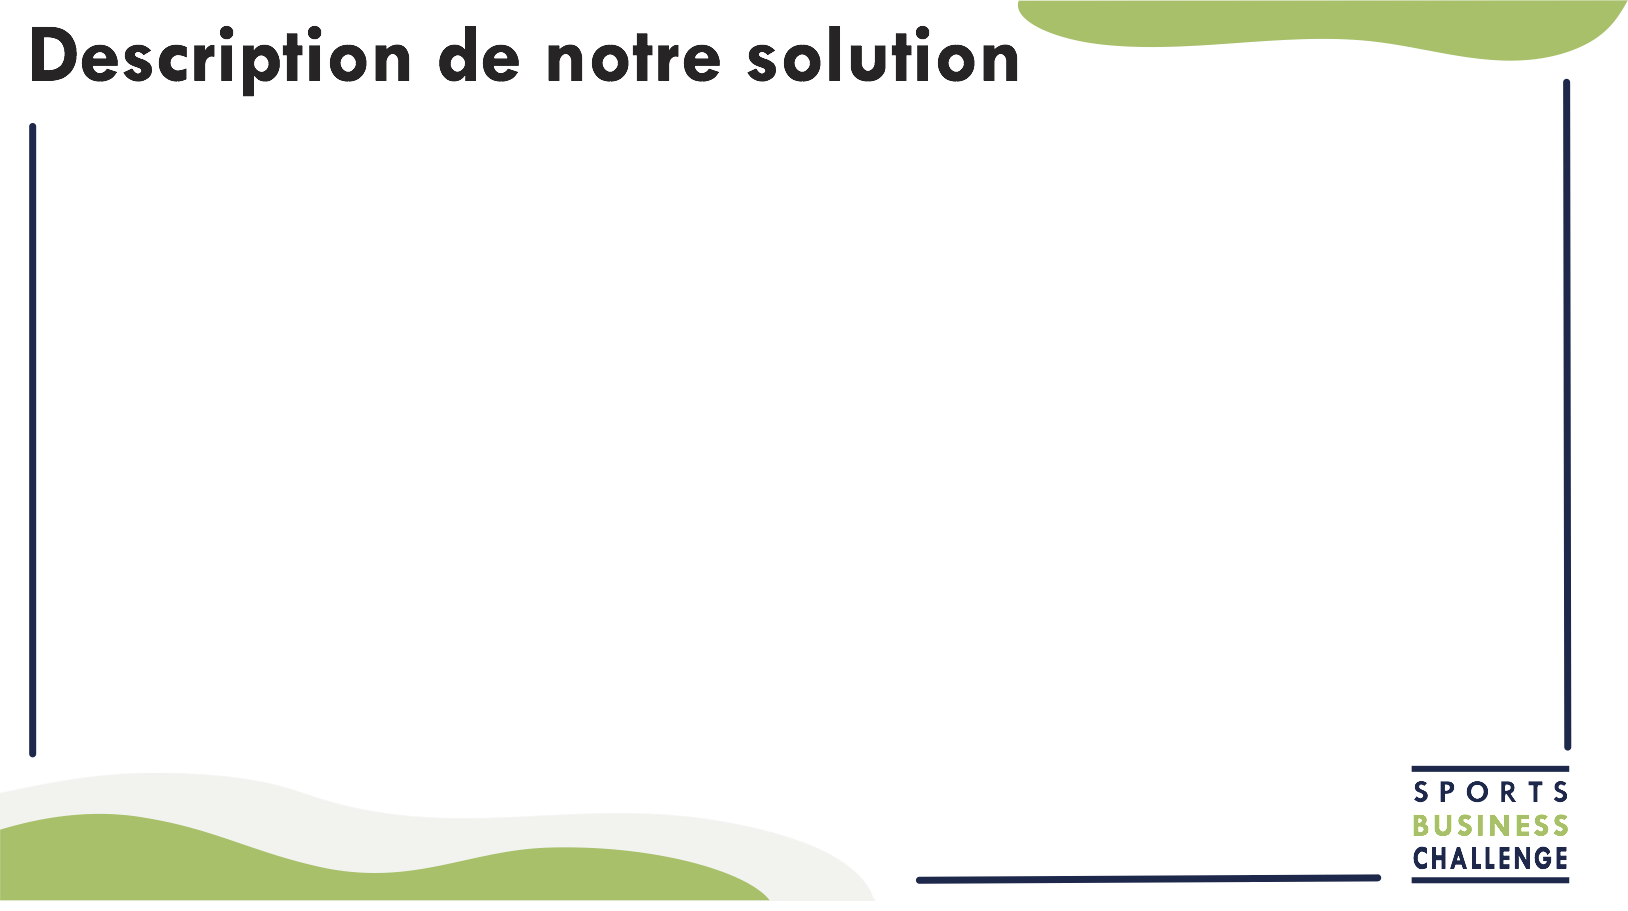 Description de notre solution
SPORTS
BUSINESS
CHALLENGE